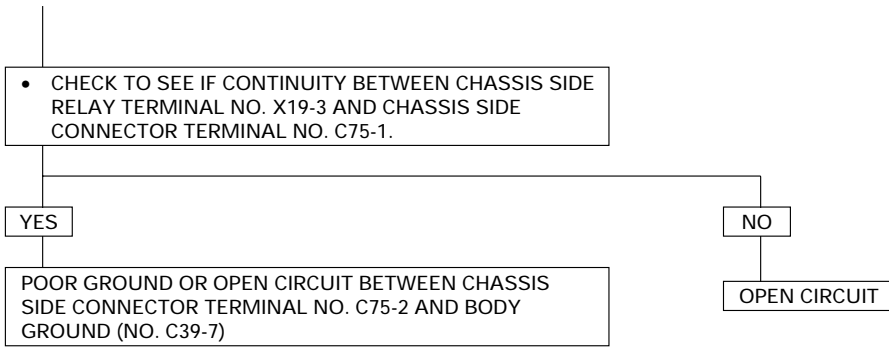 • CHECK TO SEE IF CONTINUITY BETWEEN CHASSIS SIDE
RELAY TERMINAL NO. X19-3 AND CHASSIS SIDE
CONNECTOR TERMINAL NO. C75-1.
YES
NO
POOR GROUND OR OPEN CIRCUIT BETWEEN CHASSIS
SIDE CONNECTOR TERMINAL NO. C75-2 AND BODY
GROUND (NO. C39-7)
OPEN CIRCUIT